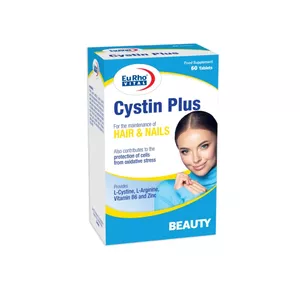 Food Supplement
60 Tablets
EuRho
VITAL
Cystin Plus
For the maintenance of
HAIR & NAILS
Also contributes to the
protection of cells
from oxidative stress
Provides
L-Cystine, L-Arginine,
Vitamin B6 and Zinc
BEAUTY